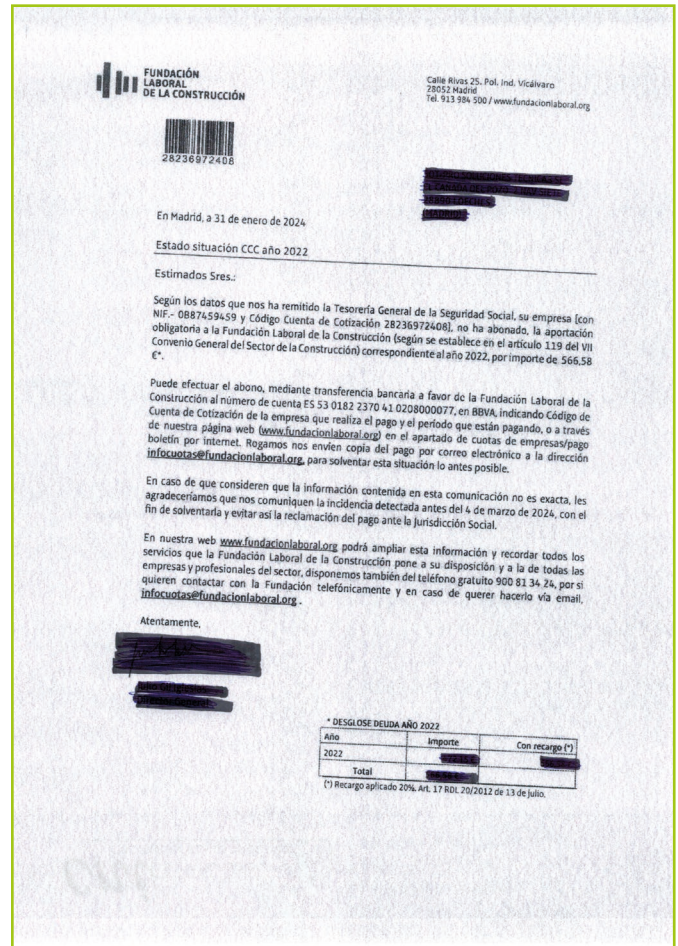 FUNDACIÓN
LABORAL
DE LA CONSTRUCCIÓN
Calle Rivas 25. Pol. Ind. Vicálvaro
28052 Madrid
Tel. 913 984 500 / www.fundacionlaboral.org
28236972408
En Madrid, a 31 de enero de 2024
Estado situación CCC año 2022
Estimados Sres.:
Según los datos que nos ha remitido la Tesorería General de la Seguridad Social, su empresa [con
NIF.- 0B87459459 y Código Cuenta de Cotización 28236972408], no ha abonado, la aportación
obligatoria a la Fundación Laboral de la Construcción (según se establece en el artículo 119 del VII
Convenio General del Sector de la Construcción) correspondiente al año 2022, por importe de 566,58
€*.
Puede efectuar el abono, mediante transferencia bancaria a favor de la Fundación Laboral de la
Construcción al número de cuenta ES 53 0182 2370 41 0208000077, en BBVA, indicando Código de
Cuenta de Cotización de la empresa que realiza el pago y el período que están pagando, o a través
de nuestra página web (www.fundacionlaboral.org) en el apartado de cuotas de empresas/pago
boletín por internet. Rogamos nos envíen copia del pago por correo electrónico a la dirección
infocuotas@fundacionlaboral.org, para solventar esta situación lo antes posible.
En caso de que consideren que la información contenida en esta comunicación no es exacta, les
agradeceríamos que nos comuniquen la incidencia detectada antes del 4 de marzo de 2024, con el
fin de solventarla y evitar así la reclamación del pago ante la Jurisdicción Social.
En nuestra web www.fundacionlaboral.org podrá ampliar esta información y recordar todos los
servicios que la Fundación Laboral de la Construcción pone a su disposición y a la de todas las
empresas y profesionales del sector, disponemos también del teléfono gratuito 900 81 34 24, por si
quieren contactar con la Fundación telefónicamente y en caso de querer hacerlo vía email,
infocuotas@fundacionlaboral.org .
Atentamente,
* DESGLOSE DEUDA AÑO 2022
Año Importe Con recargo (*)
2022
Total
(*) Recargo aplicado 20%. Art. 17 RDL 20/2012 de 13 de julio.